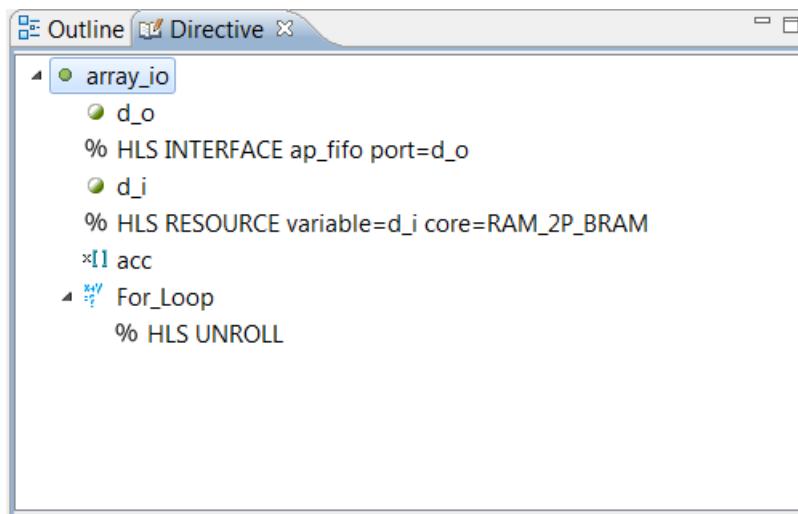 Outline Directive
array_io
d_o
% HLS INTERFACE ap_fifo port=d_o
d_i
% HLS RESOURCE variable=d_i core=RAM_2P_BRAM
x[] acc
For_Loop
% HLS UNROLL